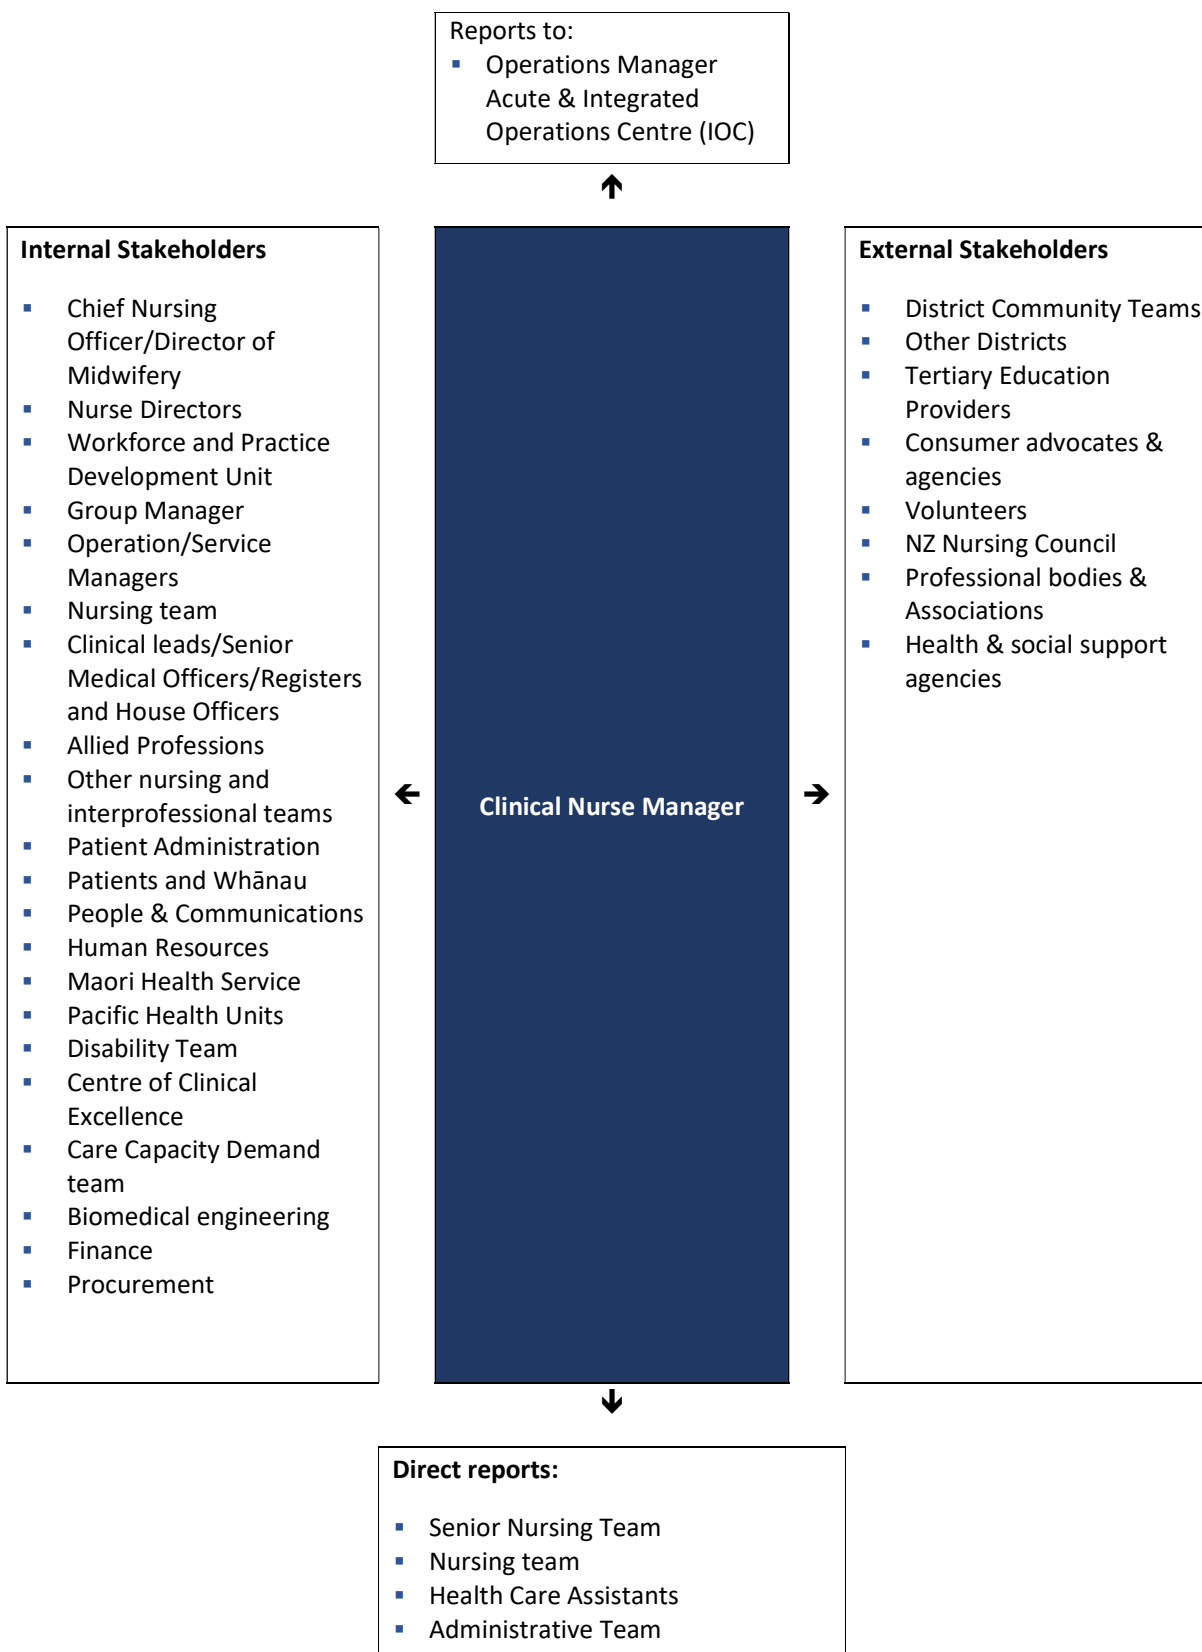 Reports to:
▪ Operations Manager
Acute & Integrated
Operations Centre (IOC)
🡩
Internal Stakeholders
▪ Chief Nursing
Officer/Director of
Midwifery
▪ Nurse Directors
▪ Workforce and Practice
Development Unit
▪ Group Manager
▪ Operation/Service
Managers
▪ Nursing team
▪ Clinical leads/Senior
Medical Officers/Registers
and House Officers
▪ Allied Professions
▪ Other nursing and
interprofessional teams
▪ Patient Administration
▪ Patients and Whānau
▪ People & Communications
▪ Human Resources
▪ Maori Health Service
▪ Pacific Health Units
▪ Disability Team
▪ Centre of Clinical
Excellence
▪ Care Capacity Demand
team
▪ Biomedical engineering
▪ Finance
▪ Procurement
🡨
Clinical Nurse Manager
🡪
External Stakeholders
▪ District Community Teams
▪ Other Districts
▪ Tertiary Education
Providers
▪ Consumer advocates &
agencies
▪ Volunteers
▪ NZ Nursing Council
▪ Professional bodies &
Associations
▪ Health & social support
agencies
🡫
Direct reports:
▪ Senior Nursing Team
▪ Nursing team
▪ Health Care Assistants
▪ Administrative Team